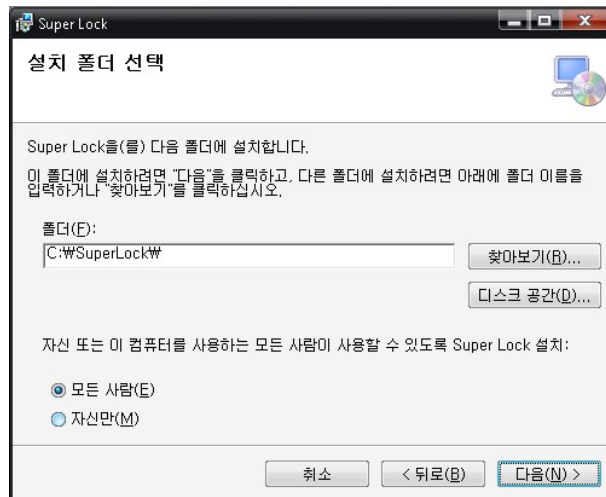 Super Lock
설치 폴더 선택
Super Lock을(를) 다음 폴더에 설치합니다.
이 폴더에 설치하려면 "다음"을 클릭하고, 다른 폴더에 설치하려면 아래에 폴더 이름을
입력하거나 "찾아보기"를 클릭하십시오.
폴더(F):
C:₩SuperLock₩
찾아보기(R)...
디스크 공간(D)...
자신 또는 이 컴퓨터를 사용하는 모든 사람이 사용할 수 있도록 Super Lock 설치:
모든 사람(E)
자신만(M)
취소
< 뒤로(B)
다음(N) >